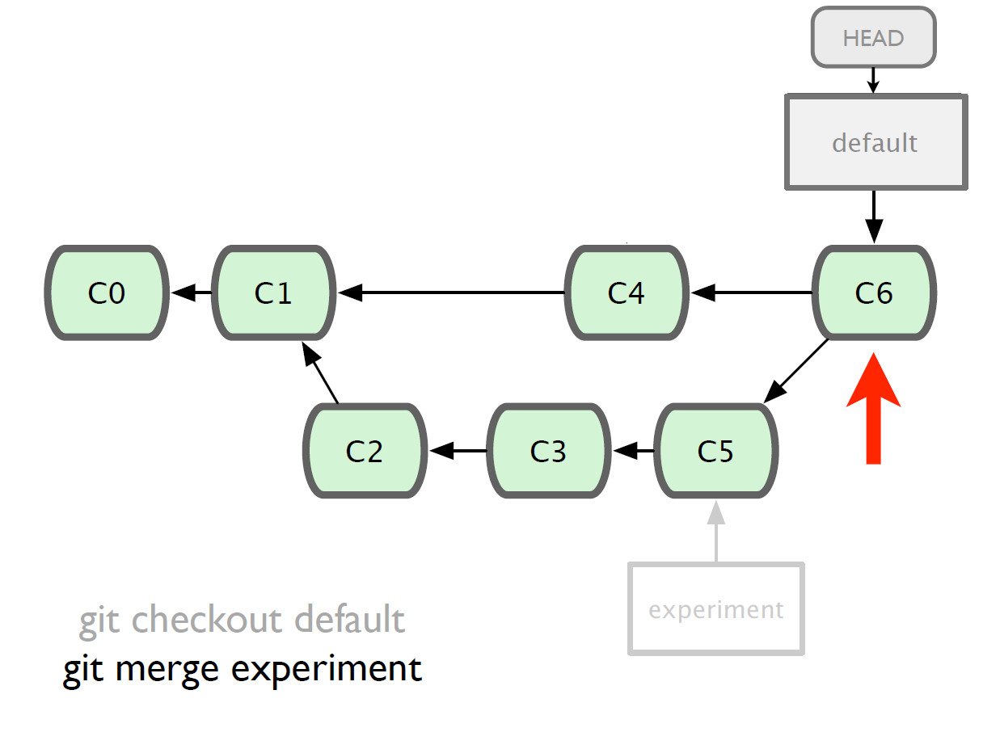 HEAD
default
C0
C1
C4
C6
C2
C3
C5
experiment
git checkout default
git merge experiment